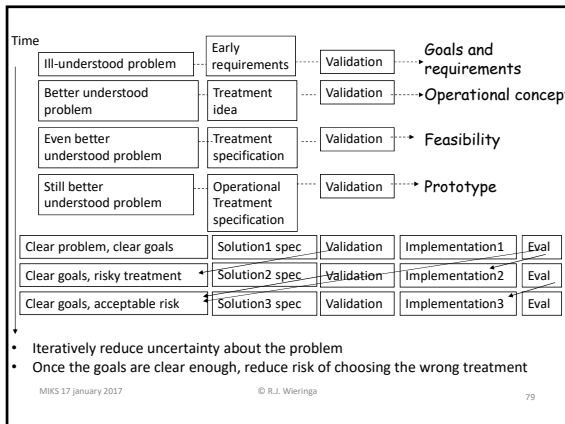 Time
Ill-understood problem
Early
requirements
Validation
Goals and
requirements
Better understood
problem
Treatment
idea
Validation
Operational concept
Even better
understood problem
Treatment
specification
Validation
Feasibility
Still better
understood problem
Operational
Treatment
specification
Validation
Prototype
Clear problem, clear goals
Solution1 spec
Validation
Implementation1
Eval
Clear goals, risky treatment
Solution2 spec
Validation
Implementation2
Eval
Clear goals, acceptable risk
Solution3 spec
Validation
Implementation3
Eval
• Iteratively reduce uncertainty about the problem
• Once the goals are clear enough, reduce risk of choosing the wrong treatment
MIKS 17 january 2017
© R.J. Wieringa
79